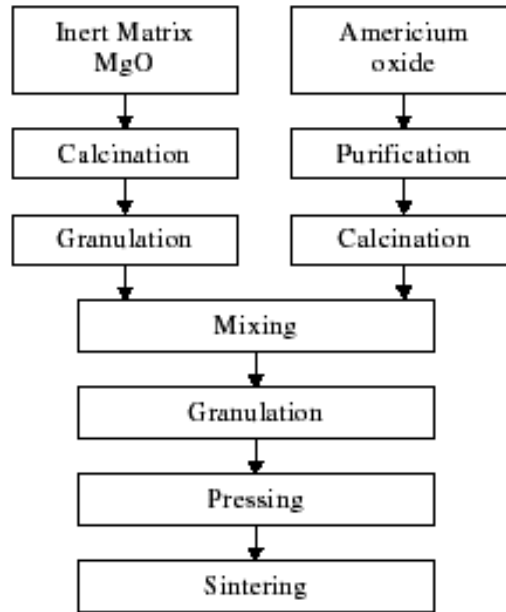 Inert Matrix
MgO
Americium
oxide
Calcination
Purification
Granulation
Calcination
Mixing
Granulation
Pressing
Sintering